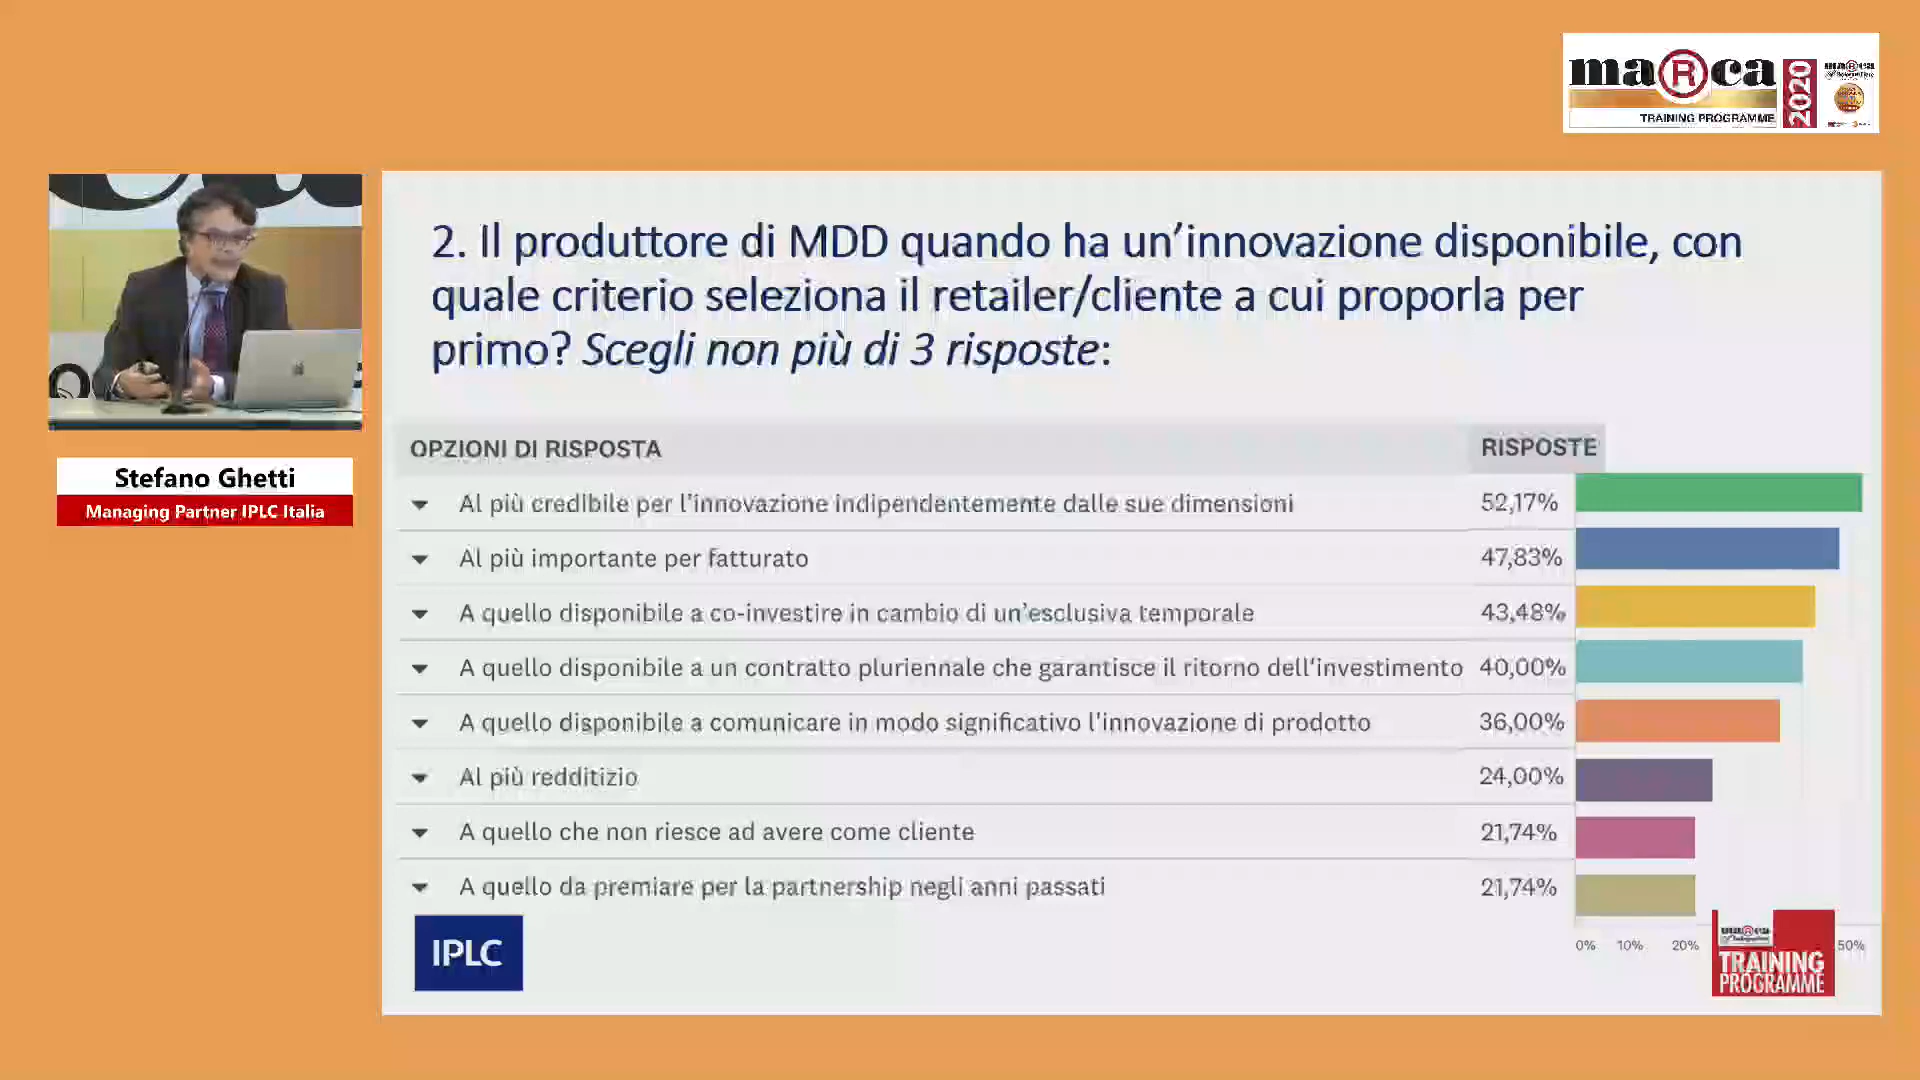 maRca
TRAINING PROGRAMME
2020
Stefano Ghetti
Managing Partner IPLC Italia
2. Il produttore di MDD quando ha un'innovazione disponibile, con
quale criterio seleziona il retailer/cliente a cui proporla per
primo? Scegli non più di 3 risposte:
OPZIONI DI RISPOSTA RISPOSTE
Al più credibile per l'innovazione indipendentemente dalle sue dimensioni 52,17%
Al più importante per fatturato 47,83%
A quello disponibile a co-investire in cambio di un'esclusiva temporale 43,48%
A quello disponibile a un contratto pluriennale che garantisce il ritorno dell'investimento 40,00%
A quello disponibile a comunicare in modo significativo l'innovazione di prodotto 36,00%
Al più redditizio 24,00%
A quello che non riesce ad avere come cliente 21,74%
A quello da premiare per la partnership negli anni passati 21,74%
0% 10% 20% 50%
IPLC
maRca
TRAINING
PROGRAMME